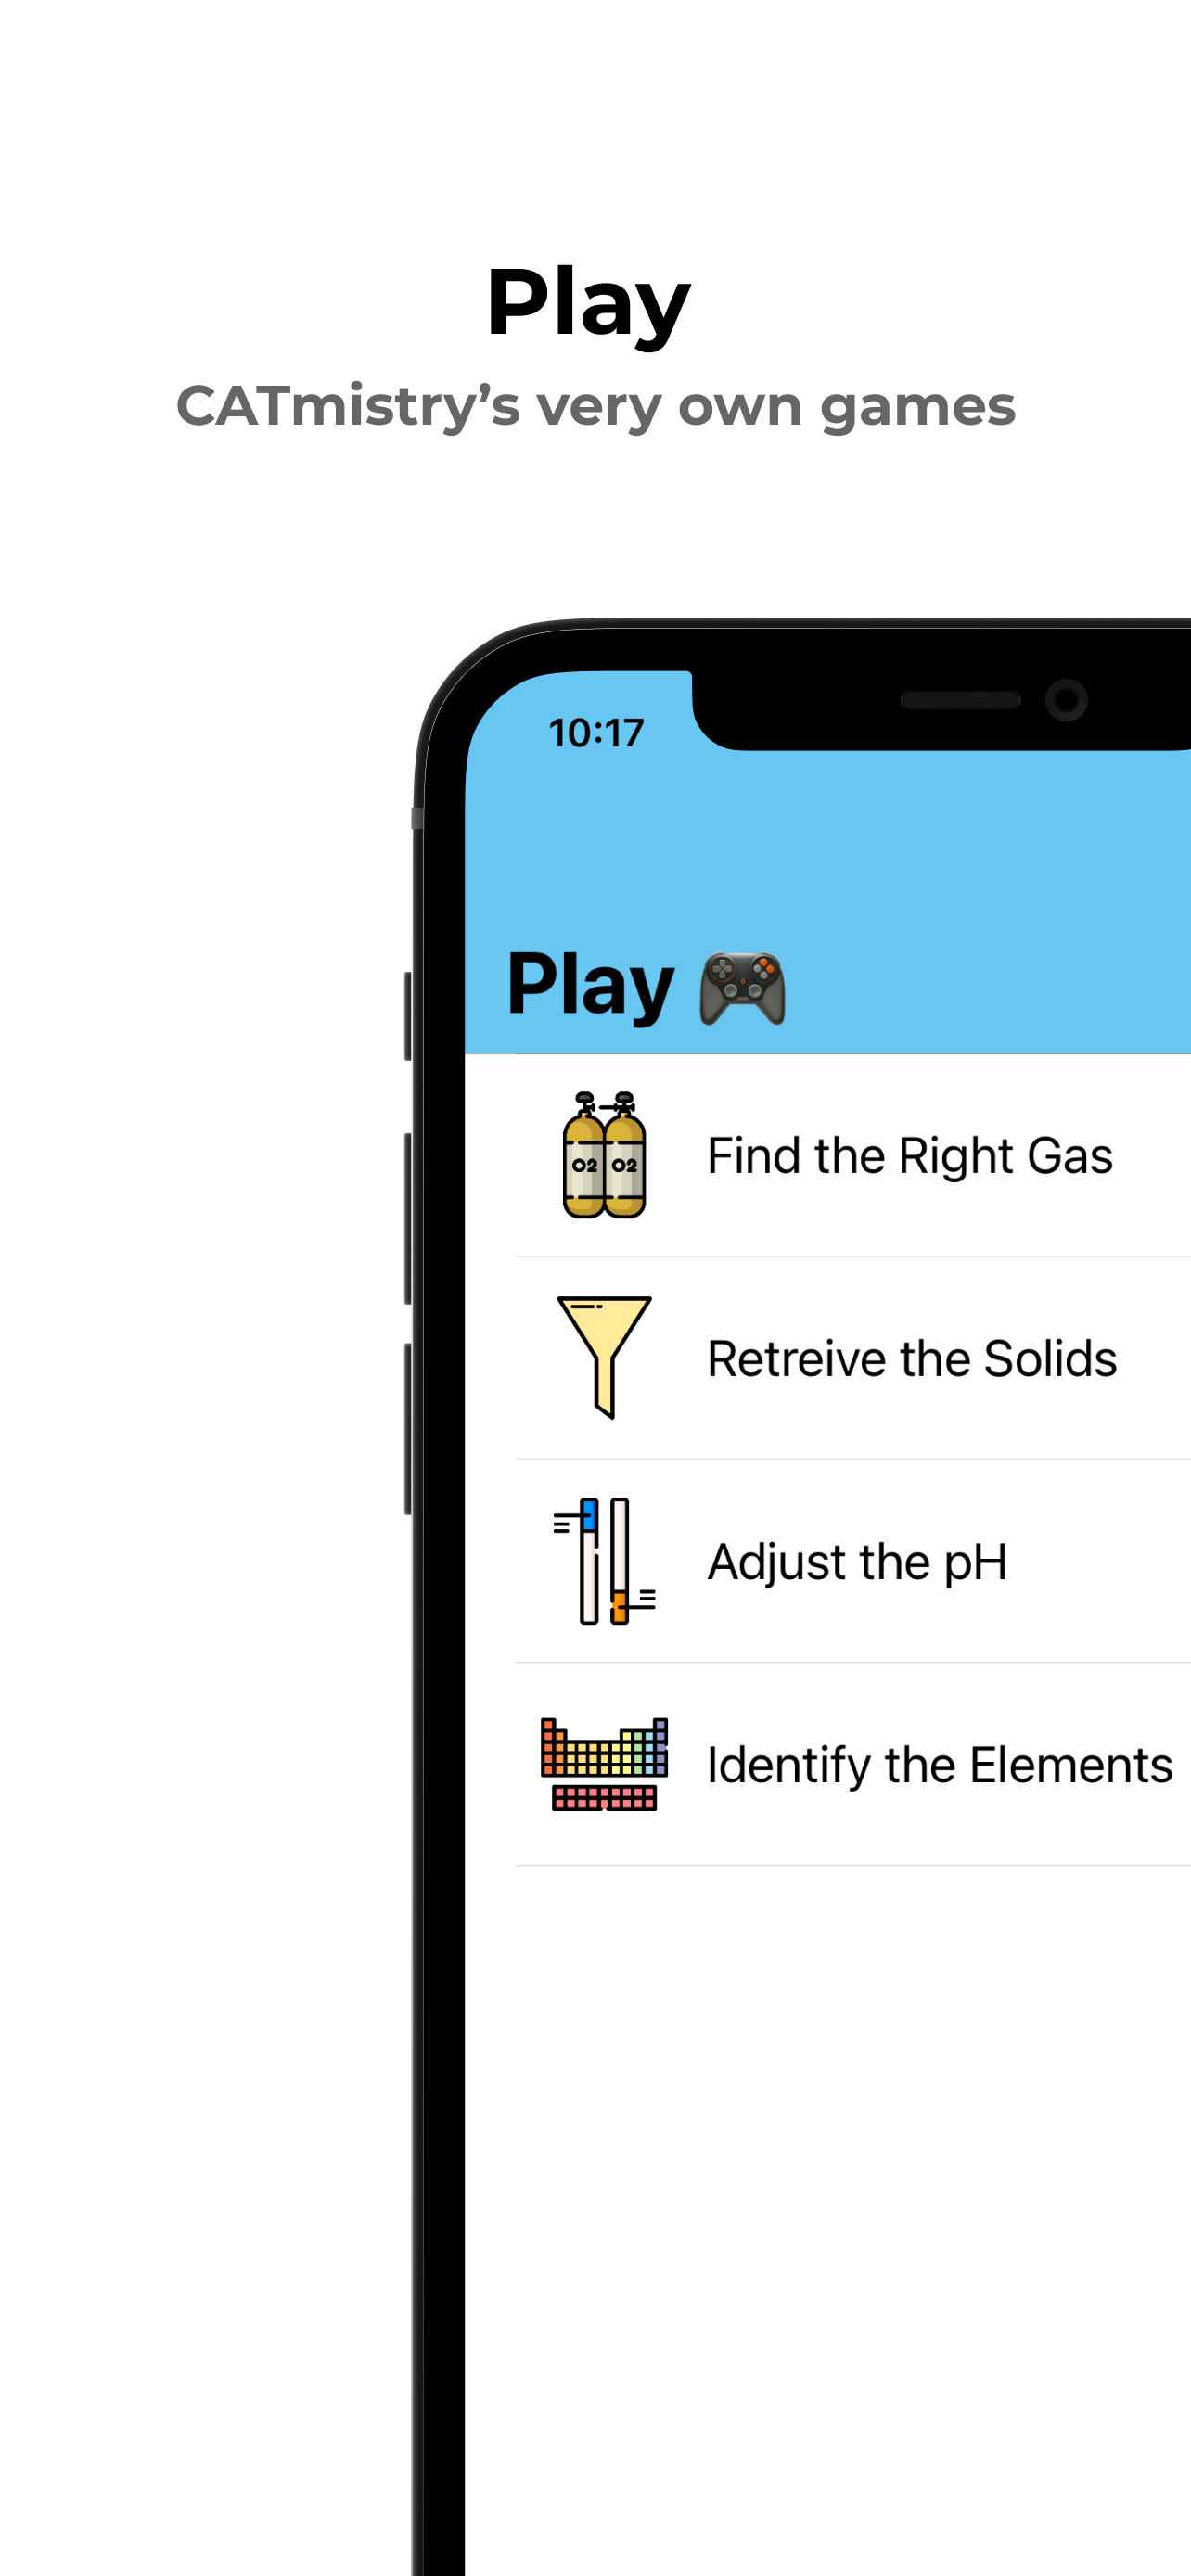 Play
CATmistry’s very own games
10:17
Play
O2 O2
Find the Right Gas
Retreive the Solids
Adjust the pH
Identify the Elements